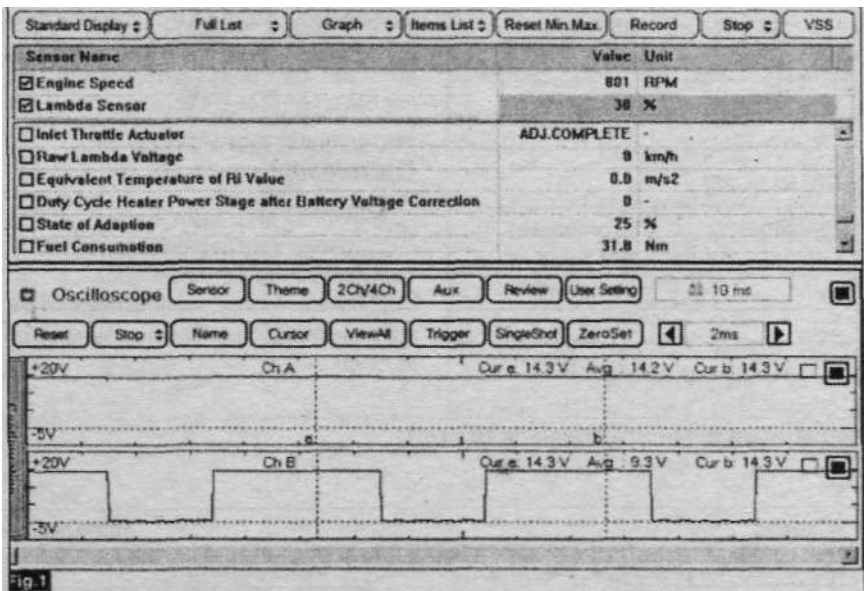 Standard Display Full List Graph Items List Reset Min.Max. Record Stop VSS
Sensor Name Value Unit
Engine Speed 801 RPM
Lambda Sensor 38 %
Inlet Throttle Actuator ADJ.COMPLETE -
Raw Lambda Voltage 0 km/h
Equivalent Temperature of Ri Value 0.0 m/s2
Duty Cycle Heater Power Stage after Battery Voltage Correction 0 -
State of Adaption 25 %
Fuel Consumption 31.8 Nm
Oscilloscope Sensor Theme 2Ch/4Ch Aux Review User Setting 10 ms
Reset Stop Name Cursor ViewAll Trigger SingleShot ZeroSet 2ms
+20V Ch A Cur a: 14.3 V Avg : 14.2 V Cur b: 14.3 V
-5V a b
+20V Ch B Cur a: 14.3 V Avg : 9.3 V Cur b: 14.3 V
-5V
Fig.1